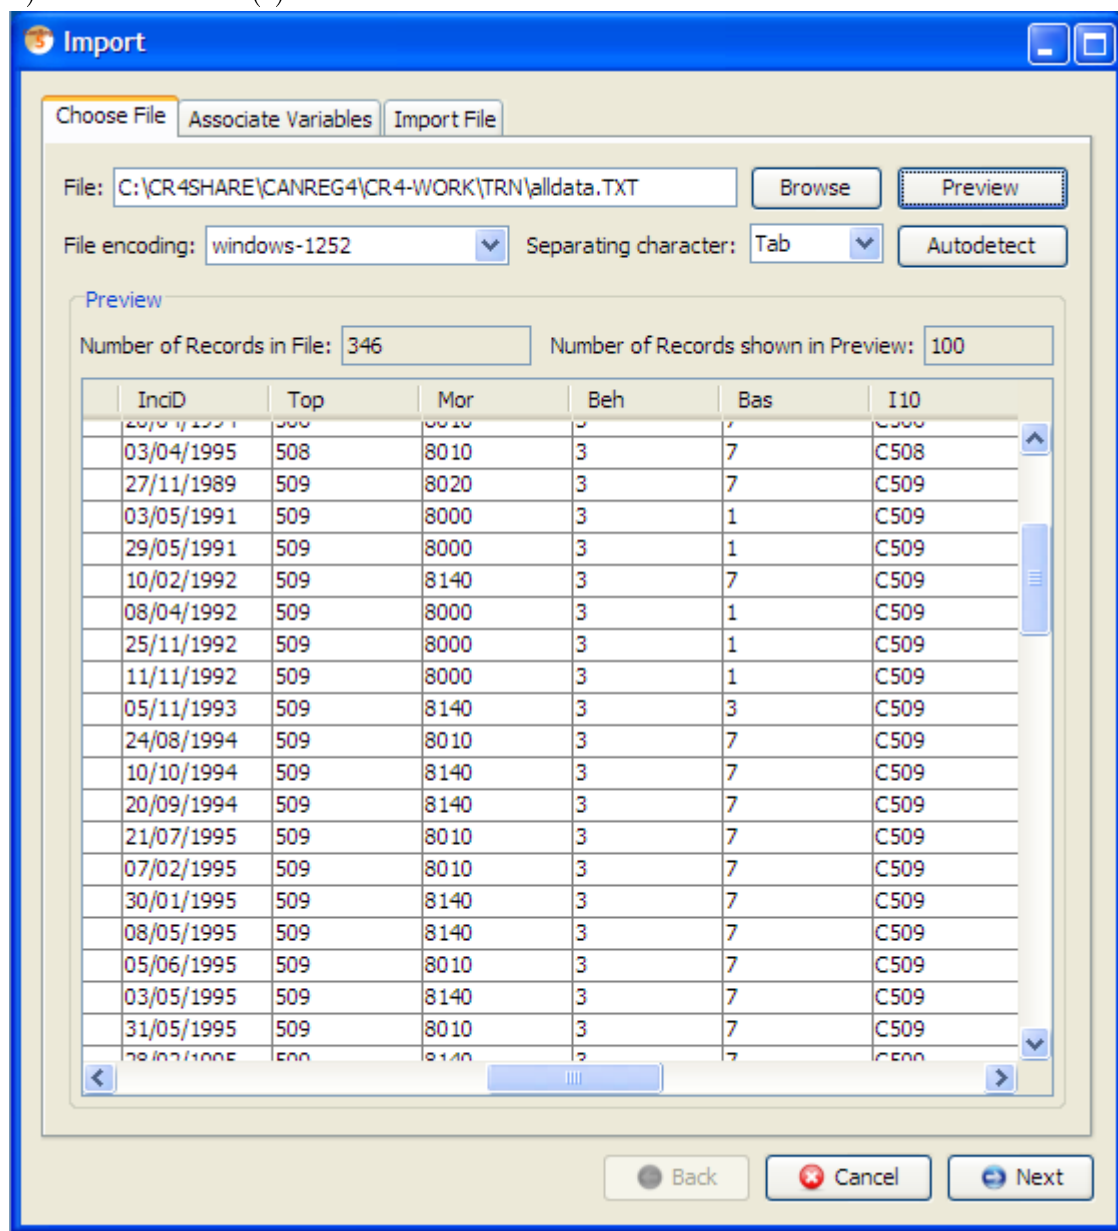 Import
Choose File Associate Variables Import File
File: C:\CR4SHARE\CANREG4\CR4-WORK\TRN\alldata.TXT Browse Preview
File encoding: windows-1252 Separating character: Tab Autodetect
Preview
Number of Records in File: 346 Number of Records shown in Preview: 100
InciD Top Mor Beh Bas I10
03/04/1995 508 8010 3 7 C508
27/11/1989 509 8020 3 7 C509
03/05/1991 509 8000 3 1 C509
29/05/1991 509 8000 3 1 C509
10/02/1992 509 8140 3 7 C509
08/04/1992 509 8000 3 1 C509
25/11/1992 509 8000 3 1 C509
11/11/1992 509 8000 3 1 C509
05/11/1993 509 8140 3 3 C509
24/08/1994 509 8010 3 7 C509
10/10/1994 509 8140 3 7 C509
20/09/1994 509 8140 3 7 C509
21/07/1995 509 8010 3 7 C509
07/02/1995 509 8010 3 7 C509
30/01/1995 509 8140 3 7 C509
08/05/1995 509 8140 3 7 C509
05/06/1995 509 8010 3 7 C509
03/05/1995 509 8140 3 7 C509
31/05/1995 509 8010 3 7 C509
Back Cancel Next